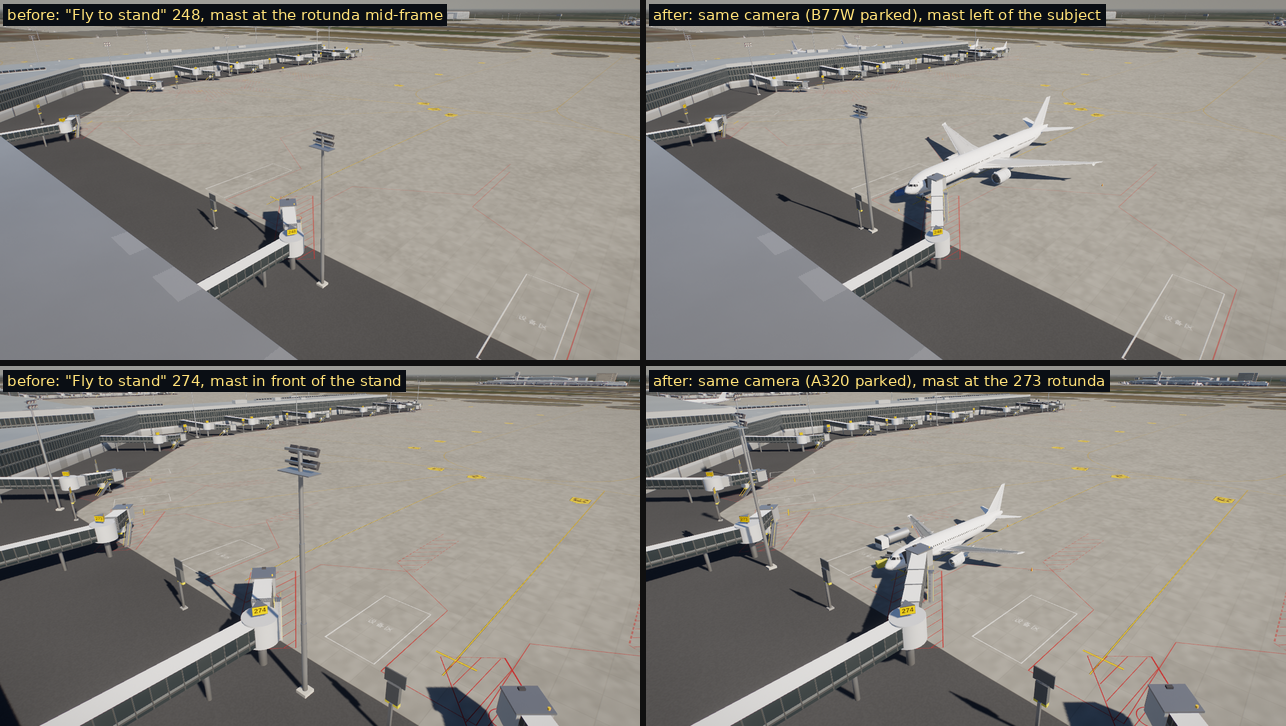 before: "Fly to stand" 248, mast at the rotunda mid-frame
after: same camera (B77W parked), mast left of the subject
before: "Fly to stand" 274, mast in front of the stand
after: same camera (A320 parked), mast at the 273 rotunda
274
274